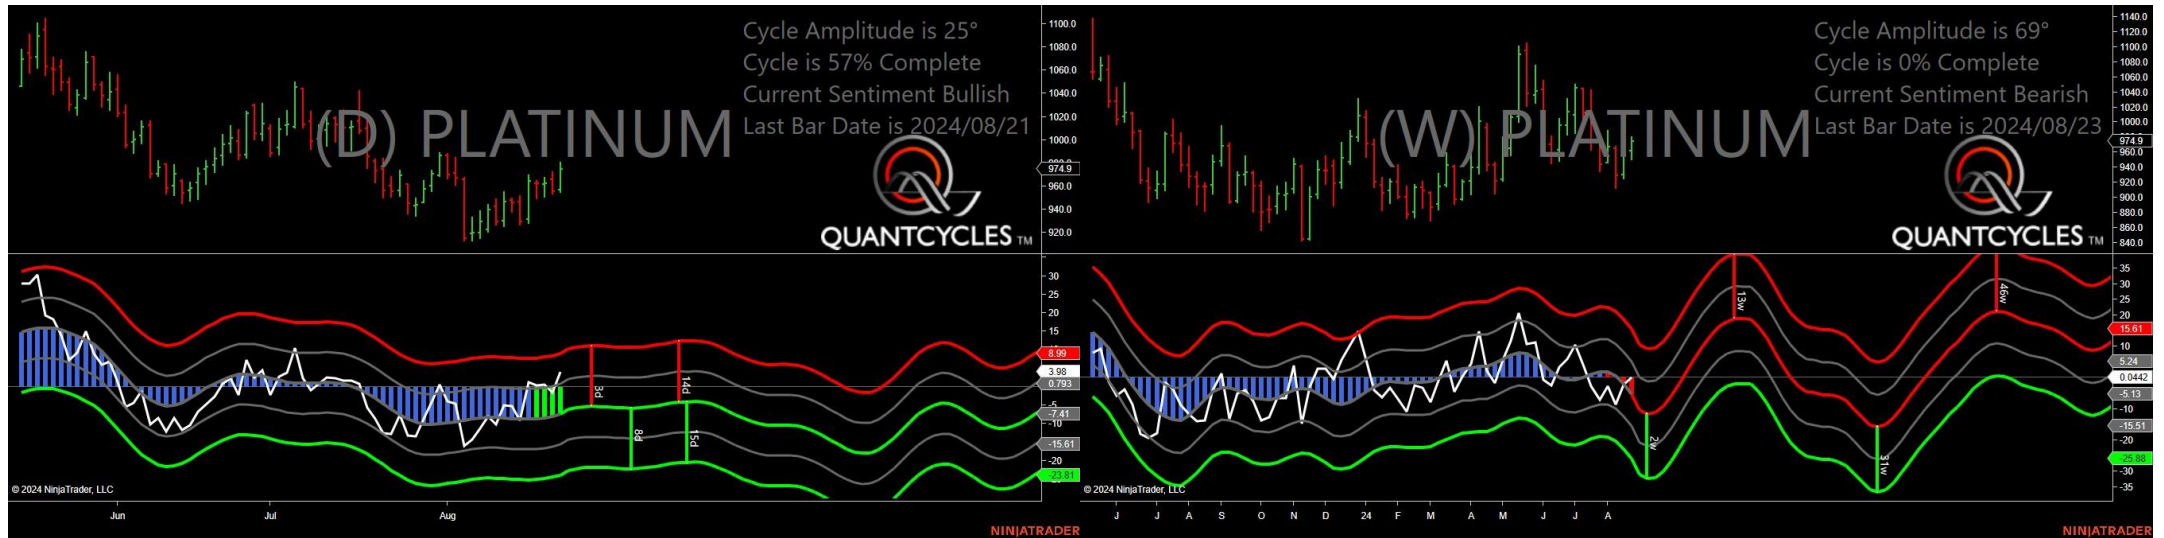 Cycle Amplitude is 25°
Cycle is 57% Complete
Current Sentiment Bullish
Last Bar Date is 2024/08/21
(D) PLATINUM
QUANTCYCLES TM
1100.0
1080.0
1060.0
1040.0
1020.0
1000.0
974.9
960.0
940.0
920.0
30
25
20
15
8.99
3.98
0.793
-5
-7.41
-10
-15.61
-20
-23.81
3d
8d
14d
15d
© 2024 NinjaTrader, LLC
Jun
Jul
Aug
NINJATRADER
Cycle Amplitude is 69°
Cycle is 0% Complete
Current Sentiment Bearish
Last Bar Date is 2024/08/23
(W) PLATINUM
QUANTCYCLES TM
1140.0
1120.0
1100.0
1080.0
1060.0
1040.0
1020.0
1000.0
974.9
960.0
940.0
920.0
900.0
880.0
860.0
840.0
35
30
25
20
15.61
10
5.24
0.0442
-5.13
-10
-15.51
-20
-25.88
-30
-35
2w
13w
31w
46w
© 2024 NinjaTrader, LLC
J
J
A
S
O
N
D
24
F
M
A
M
J
J
A
NINJATRADER